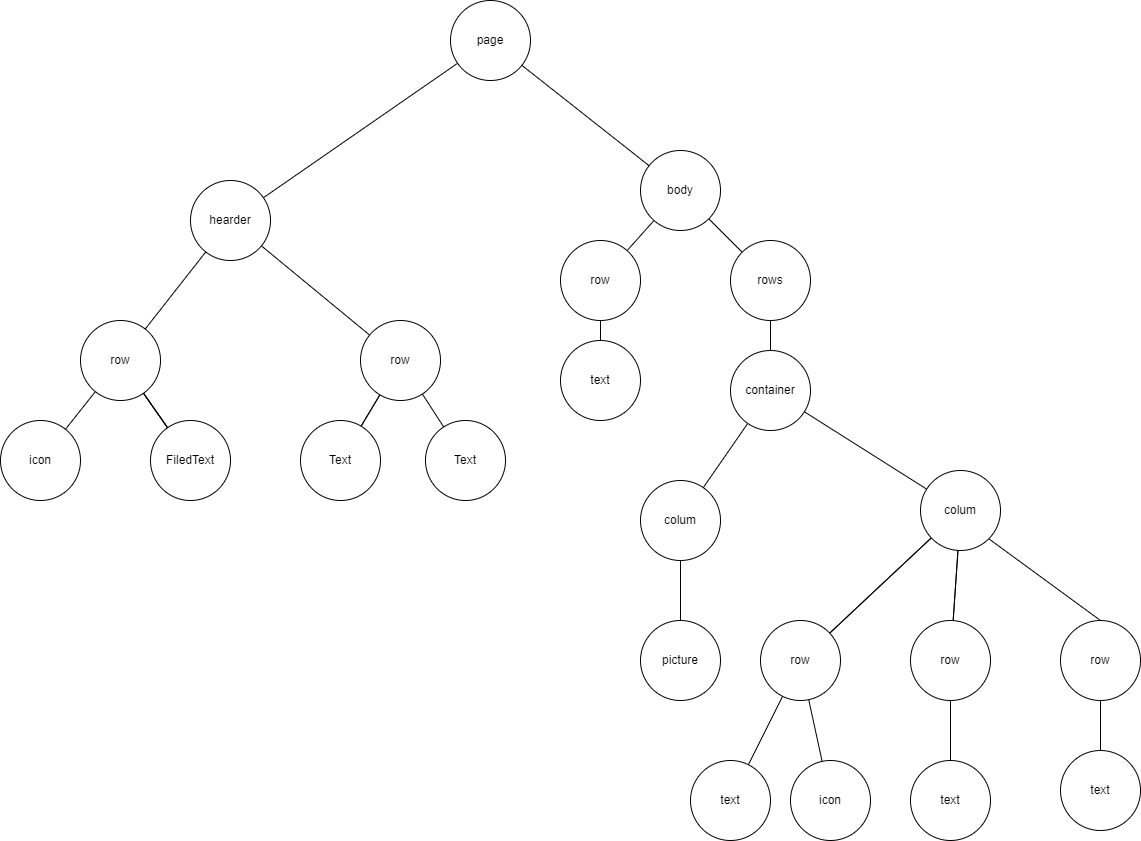 page
body
hearder
row
rows
row
row
text
container
icon
FiledText
Text
Text
colum
colum
picture
row
row
row
text
icon
text
text